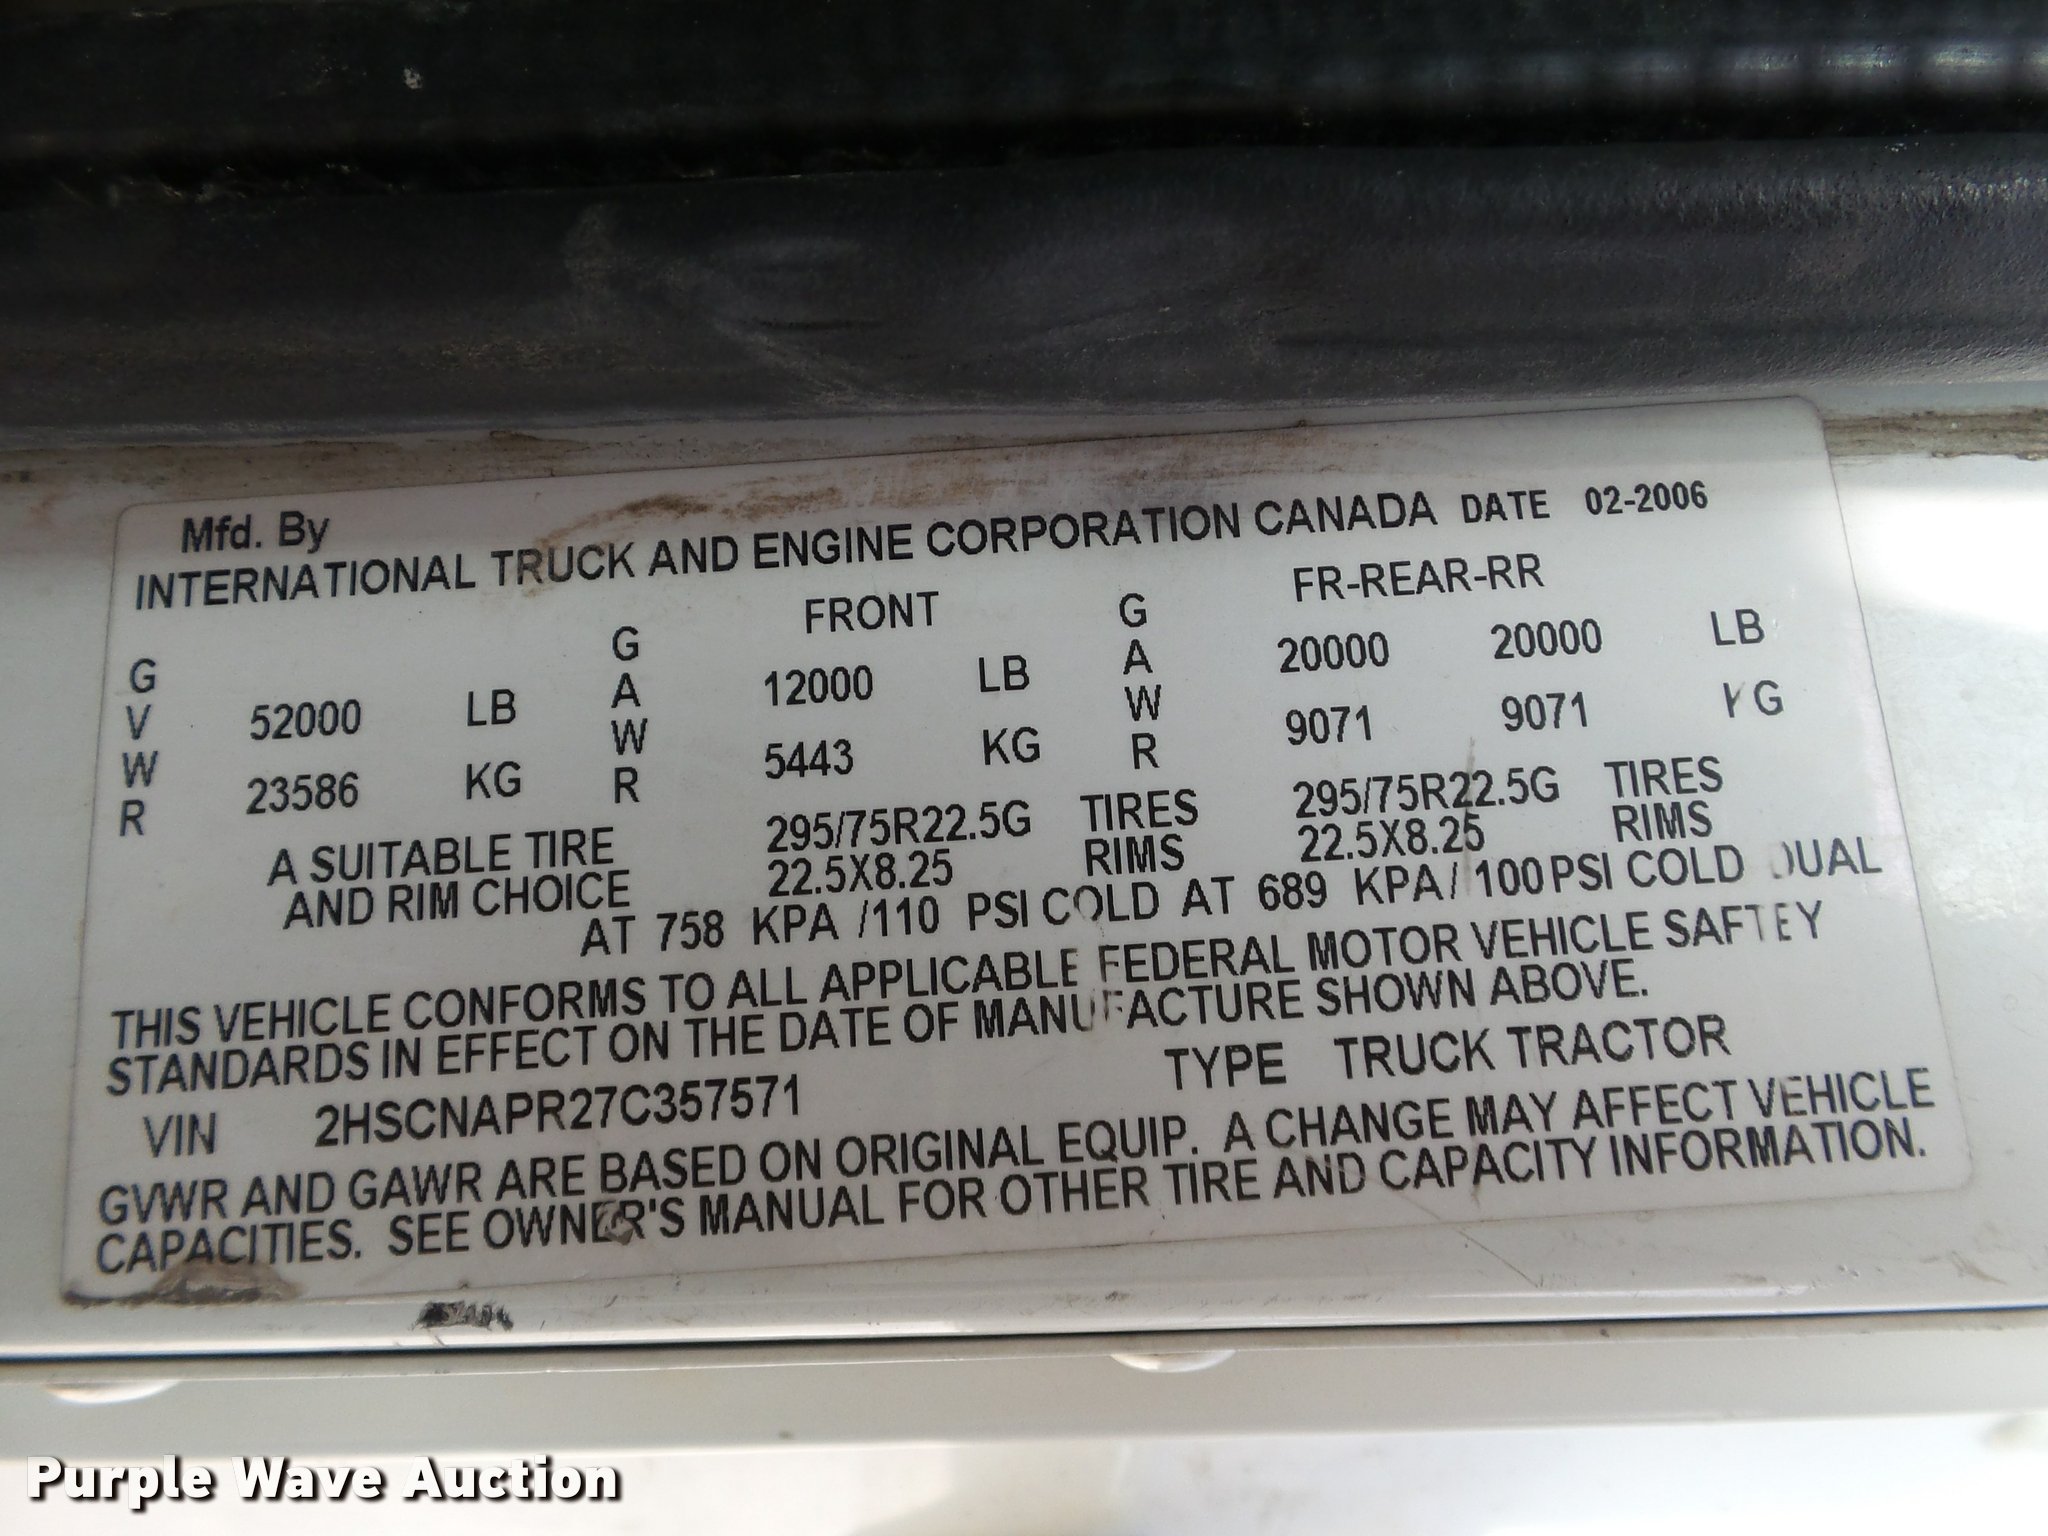 Mfd. By
INTERNATIONAL TRUCK AND ENGINE CORPORATION CANADA DATE 02-2006
GVWR 52000 LB 23586 KG
GAWR FRONT 12000 LB 5443 KG
GAWR FR-REAR-RR 20000 20000 LB 9071 9071 KG
A SUITABLE TIRE 295/75R22.5G TIRES 295/75R22.5G TIRES
AND RIM CHOICE 22.5X8.25 RIMS 22.5X8.25 RIMS
AT 758 KPA /110 PSI COLD AT 689 KPA/ 100 PSI COLD DUAL
THIS VEHICLE CONFORMS TO ALL APPLICABLE FEDERAL MOTOR VEHICLE SAFTEY
STANDARDS IN EFFECT ON THE DATE OF MANUFACTURE SHOWN ABOVE.
VIN 2HSCNAPR27C357571 TYPE TRUCK TRACTOR
GVWR AND GAWR ARE BASED ON ORIGINAL EQUIP. A CHANGE MAY AFFECT VEHICLE
CAPACITIES. SEE OWNER'S MANUAL FOR OTHER TIRE AND CAPACITY INFORMATION.
Purple Wave Auction